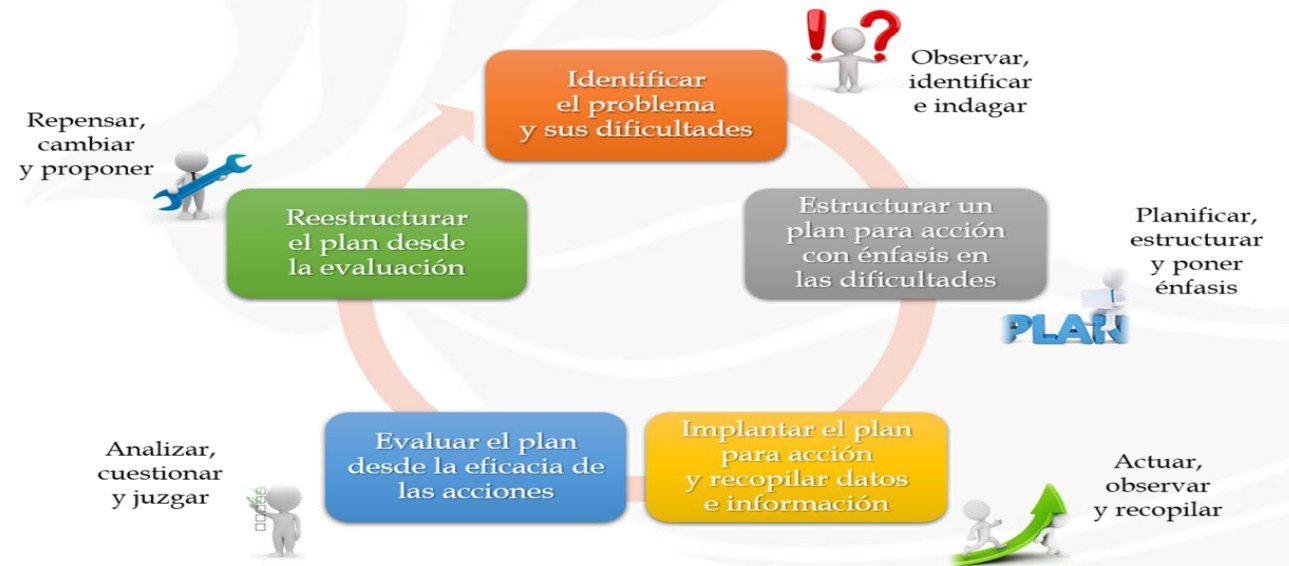 Identificar
el problema
y sus dificultades
Observar,
identificar
e indagar
Estructurar un
plan para acción
con énfasis en
las dificultades
Planificar,
estructurar
y poner
énfasis
PLAN
Implantar el plan
para acción
y recopilar datos
e información
Actuar,
observar
y recopilar
Evaluar el plan
desde la eficacia de
las acciones
Analizar,
cuestionar
y juzgar
Reestructurar
el plan desde
la evaluación
Repensar,
cambiar
y proponer